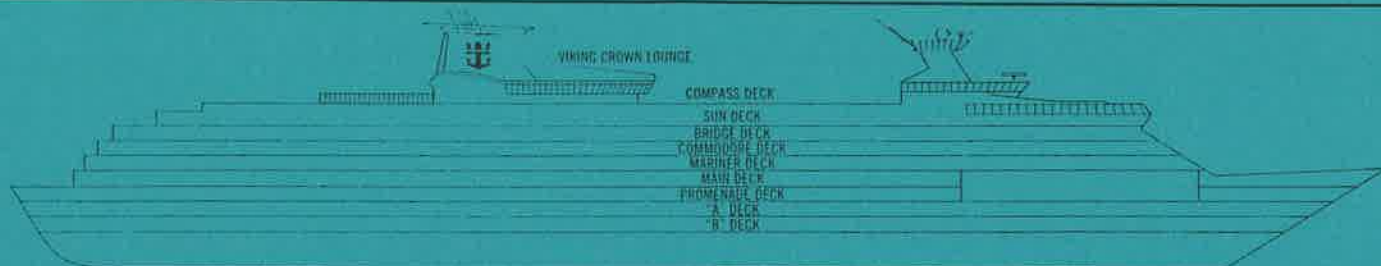 VIKING CROWN LOUNGE
COMPASS DECK
SUN DECK
BRIDGE DECK
COMMODORE DECK
MARINER DECK
MAIN DECK
PROMENADE DECK
"A" DECK
"B" DECK